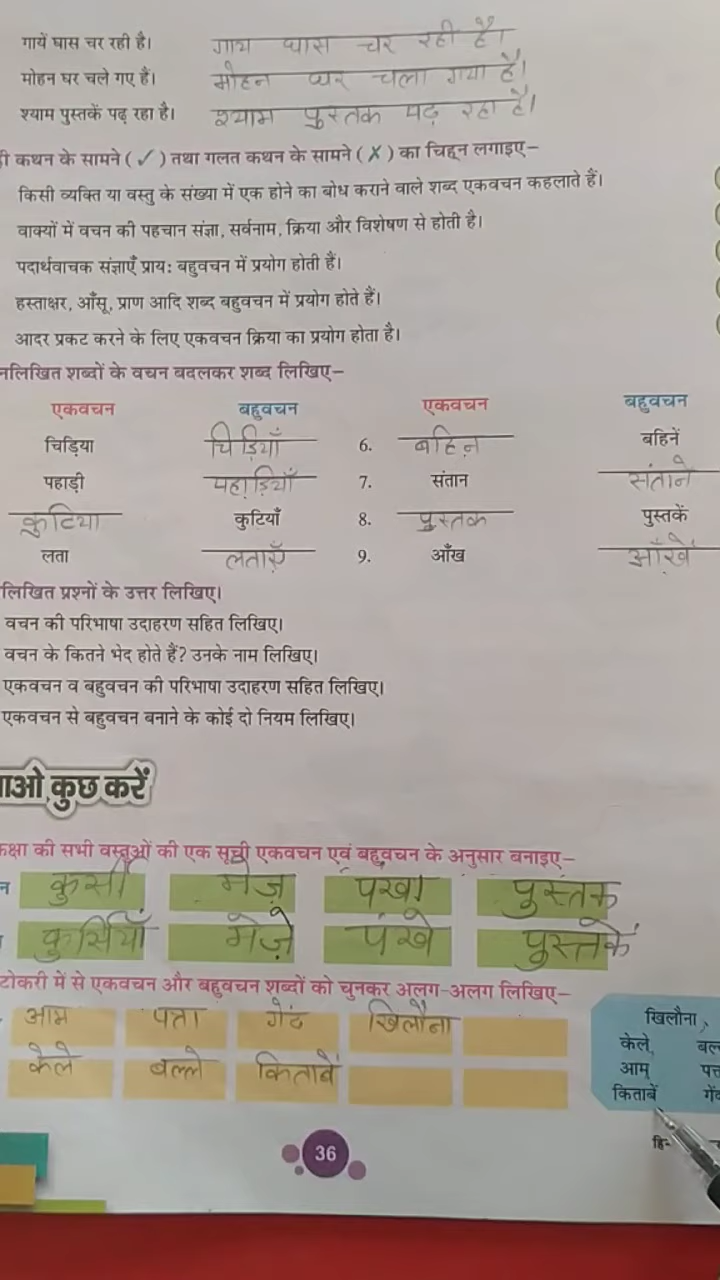 गायें घास चर रही है। गाय घास चर रही है।
मोहन घर चले गए हैं। मोहन घर चला गया है।
श्याम पुस्तकें पढ़ रहा है। श्याम पुस्तक पढ़ रहा है।
कथन के सामने ( ✓ ) तथा गलत कथन के सामने ( ✗ ) का चिह्न लगाइए–
किसी व्यक्ति या वस्तु के संख्या में एक होने का बोध कराने वाले शब्द एकवचन कहलाते हैं।
वाक्यों में वचन की पहचान संज्ञा, सर्वनाम, क्रिया और विशेषण से होती है।
पदार्थवाचक संज्ञाएँ प्राय: बहुवचन में प्रयोग होती हैं।
हस्ताक्षर, आँसू, प्राण आदि शब्द बहुवचन में प्रयोग होते हैं।
आदर प्रकट करने के लिए एकवचन क्रिया का प्रयोग होता है।
नलिखित शब्दों के वचन बदलकर शब्द लिखिए–
एकवचन बहुवचन एकवचन बहुवचन
चिड़िया चिड़ियाँ 6. बहिन बहिनें
पहाड़ी पहाड़ियाँ 7. संतान संतानें
कुटिया कुटियाँ 8. पुस्तक पुस्तकें
लता लताएँ 9. आँख आँखें
लिखित प्रश्नों के उत्तर लिखिए।
वचन की परिभाषा उदाहरण सहित लिखिए।
वचन के कितने भेद होते हैं? उनके नाम लिखिए।
एकवचन व बहुवचन की परिभाषा उदाहरण सहित लिखिए।
एकवचन से बहुवचन बनाने के कोई दो नियम लिखिए।
आओ कुछ करें
कक्षा की सभी वस्तुओं की एक सूची एकवचन एवं बहुवचन के अनुसार बनाइए–
न कुर्सी मेज़ पंखा पुस्तक
कुर्सियाँ मेज़ें पंखे पुस्तकें
टोकरी में से एकवचन और बहुवचन शब्दों को चुनकर अलग-अलग लिखिए–
आम पत्ता गेंद खिलौना
केले बल्ले किताबें
खिलौना,
केले, बल
आम, पत्
किताबें गेंद
36